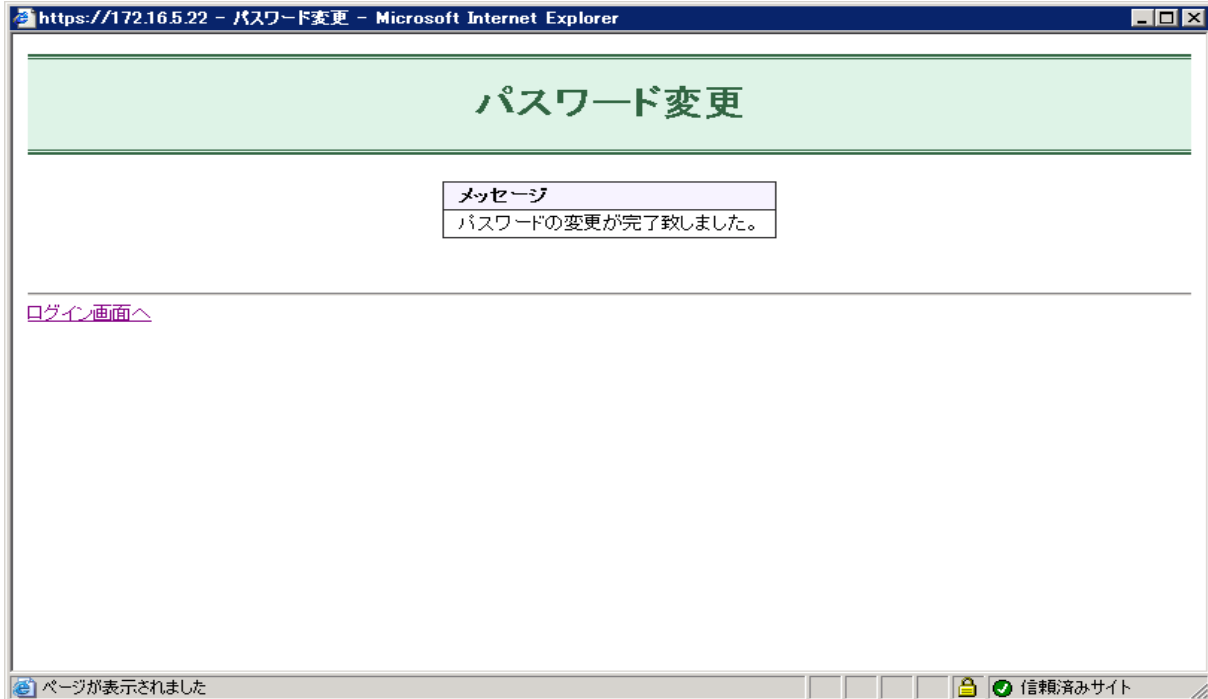 https://172.16.5.22 - パスワード変更 - Microsoft Internet Explorer
パスワード変更
メッセージ
パスワードの変更が完了致しました。
ログイン画面へ
ページが表示されました
信頼済みサイト